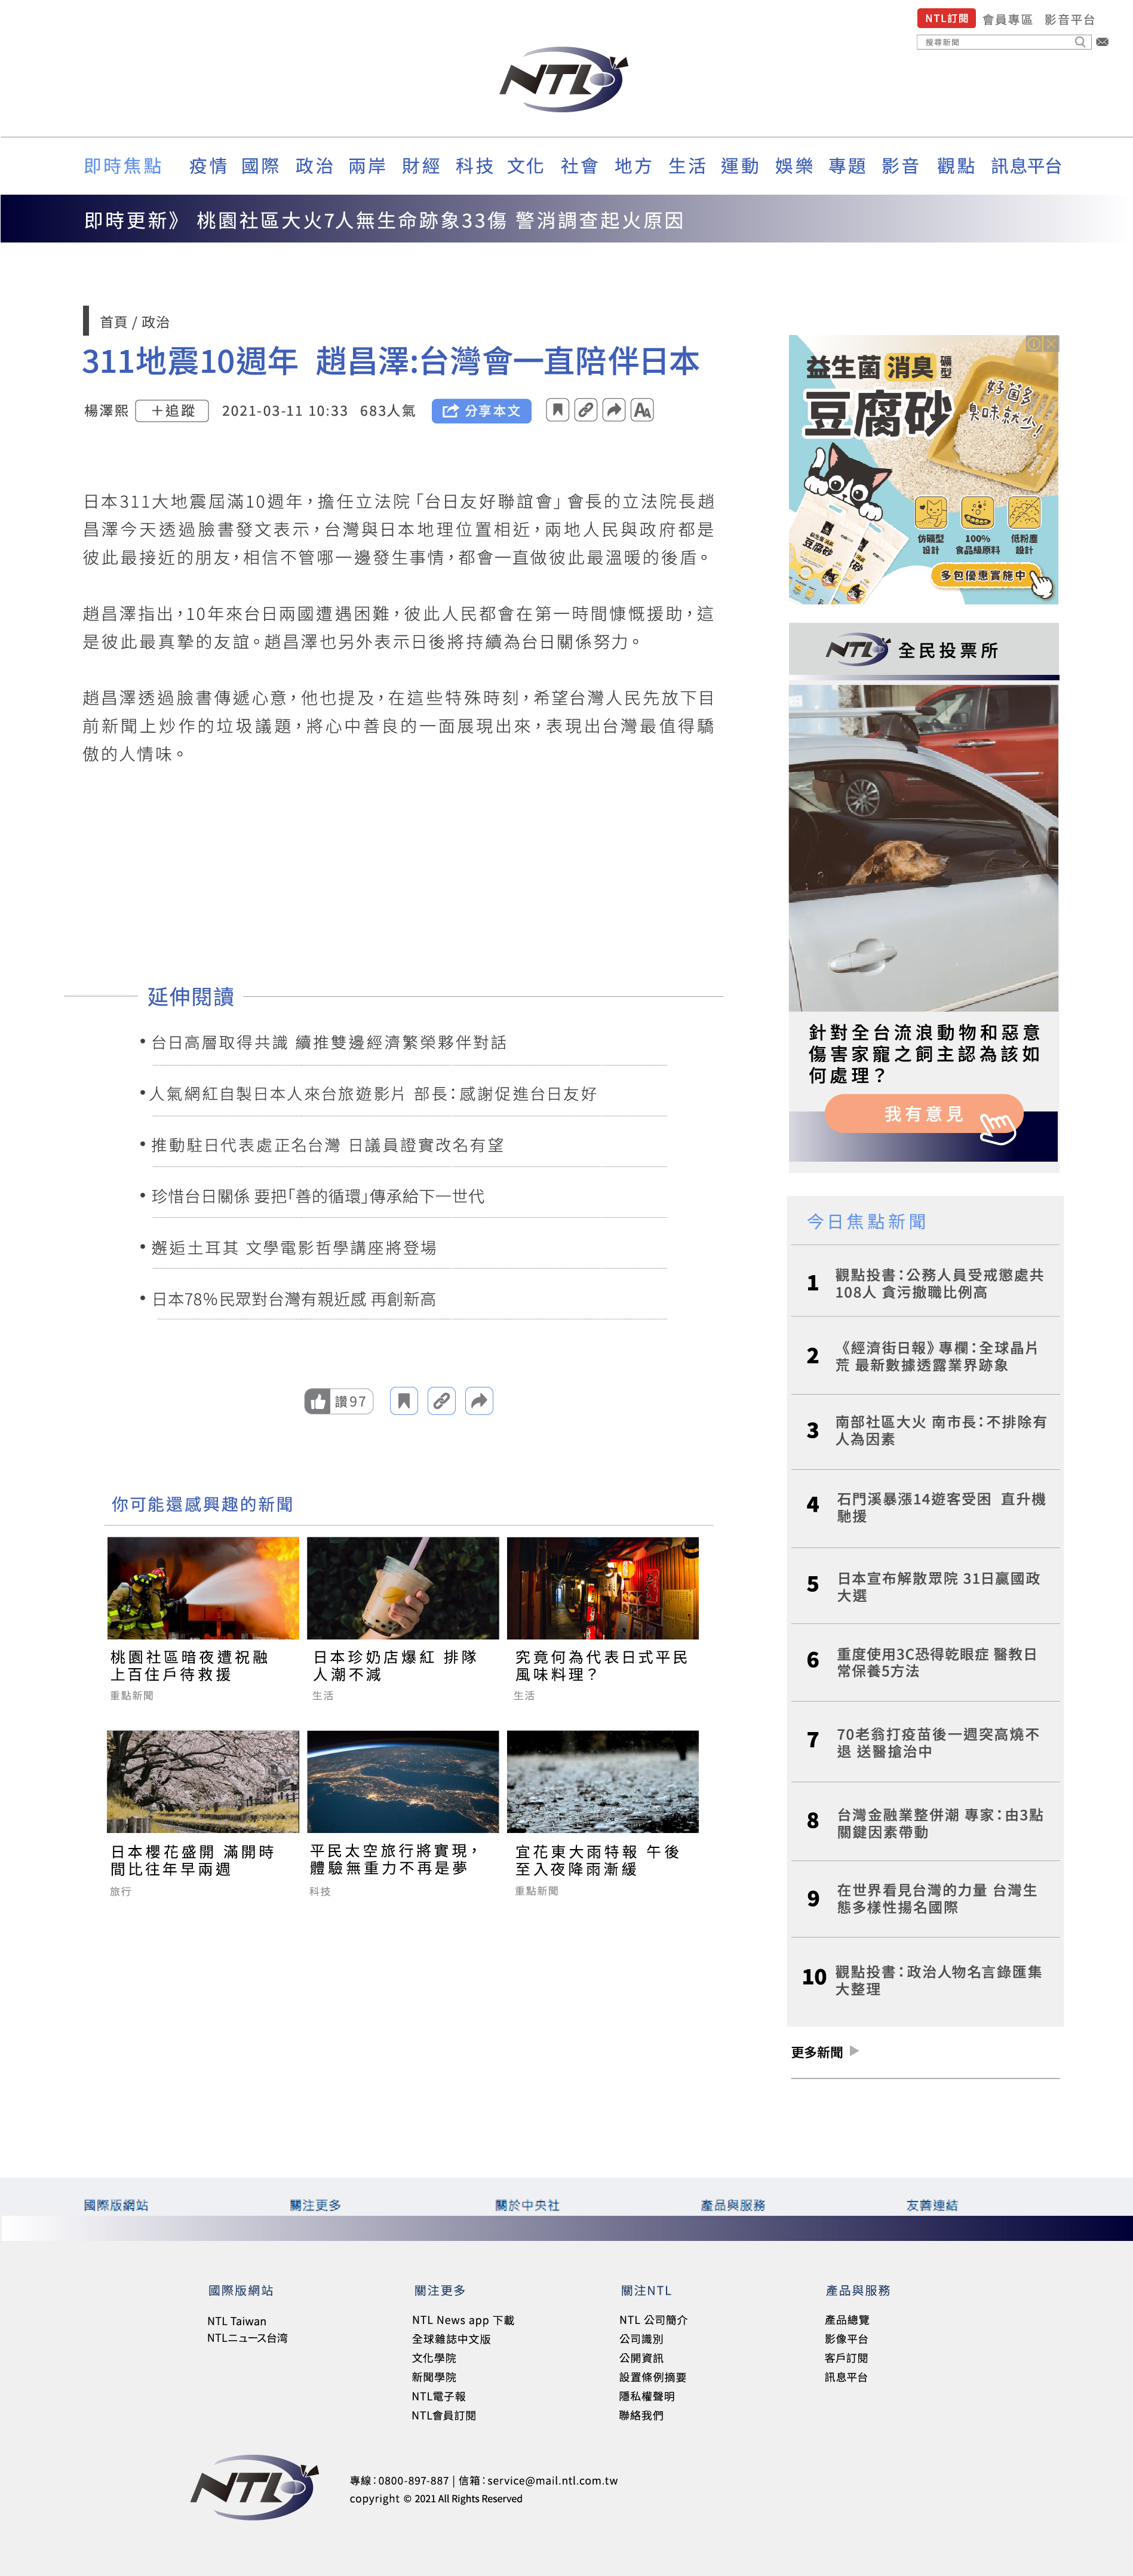 NTL訂閱 會員專區 影音平台
搜尋新聞
NTL
即時焦點 疫情 國際 政治 兩岸 財經 科技 文化 社會 地方 生活 運動 娛樂 專題 影音 觀點 訊息平台
即時更新》 桃園社區大火7人無生命跡象33傷 警消調查起火原因
首頁 / 政治
311地震10週年 趙昌澤:台灣會一直陪伴日本
楊澤熙 ＋追蹤 2021-03-11 10:33 683人氣 分享本文
日本311大地震屆滿10週年，擔任立法院「台日友好聯誼會」會長的立法院長趙
昌澤今天透過臉書發文表示，台灣與日本地理位置相近，兩地人民與政府都是
彼此最接近的朋友，相信不管哪一邊發生事情，都會一直做彼此最溫暖的後盾。
趙昌澤指出，10年來台日兩國遭遇困難，彼此人民都會在第一時間慷慨援助，這
是彼此最真摯的友誼。趙昌澤也另外表示日後將持續為台日關係努力。
趙昌澤透過臉書傳遞心意，他也提及，在這些特殊時刻，希望台灣人民先放下目
前新聞上炒作的垃圾議題，將心中善良的一面展現出來，表現出台灣最值得驕
傲的人情味。
延伸閱讀
•台日高層取得共識 續推雙邊經濟繁榮夥伴對話
•人氣網紅自製日本人來台旅遊影片 部長：感謝促進台日友好
•推動駐日代表處正名台灣 日議員證實改名有望
•珍惜台日關係 要把「善的循環」傳承給下一世代
•邂逅土耳其 文學電影哲學講座將登場
•日本78%民眾對台灣有親近感 再創新高
讚97
你可能還感興趣的新聞
桃園社區暗夜遭祝融
上百住戶待救援
重點新聞
日本珍奶店爆紅 排隊
人潮不減
生活
究竟何為代表日式平民
風味料理？
生活
日本櫻花盛開 滿開時
間比往年早兩週
旅行
平民太空旅行將實現，
體驗無重力不再是夢
科技
宜花東大雨特報 午後
至入夜降雨漸緩
重點新聞
益生菌 消臭 礦型
豆腐砂
好菌多
臭味就少！
仿礦型
設計
100%
食品級原料
低粉塵
設計
多包優惠實施中
NTL 全民投票所
針對全台流浪動物和惡意
傷害家寵之飼主認為該如
何處理？
我有意見
今日焦點新聞
1 觀點投書：公務人員受戒懲處共
108人 貪污撤職比例高
2 《經濟街日報》專欄：全球晶片
荒 最新數據透露業界跡象
3 南部社區大火 南市長：不排除有
人為因素
4 石門溪暴漲14遊客受困 直升機
馳援
5 日本宣布解散眾院 31日贏國政
大選
6 重度使用3C恐得乾眼症 醫教日
常保養5方法
7 70老翁打疫苗後一週突高燒不
退 送醫搶治中
8 台灣金融業整併潮 專家：由3點
關鍵因素帶動
9 在世界看見台灣的力量 台灣生
態多樣性揚名國際
10 觀點投書：政治人物名言錄匯集
大整理
更多新聞
國際版網站 關注更多 關於中央社 產品與服務 友善連結
國際版網站
NTL Taiwan
NTLニュース台湾
關注更多
NTL News app 下載
全球雜誌中文版
文化學院
新聞學院
NTL電子報
NTL會員訂閱
關注NTL
NTL 公司簡介
公司識別
公開資訊
設置條例摘要
隱私權聲明
聯絡我們
產品與服務
產品總覽
影像平台
客戶訂閱
訊息平台
NTL
專線：0800-897-887 | 信箱：service@mail.ntl.com.tw
copyright © 2021 All Rights Reserved